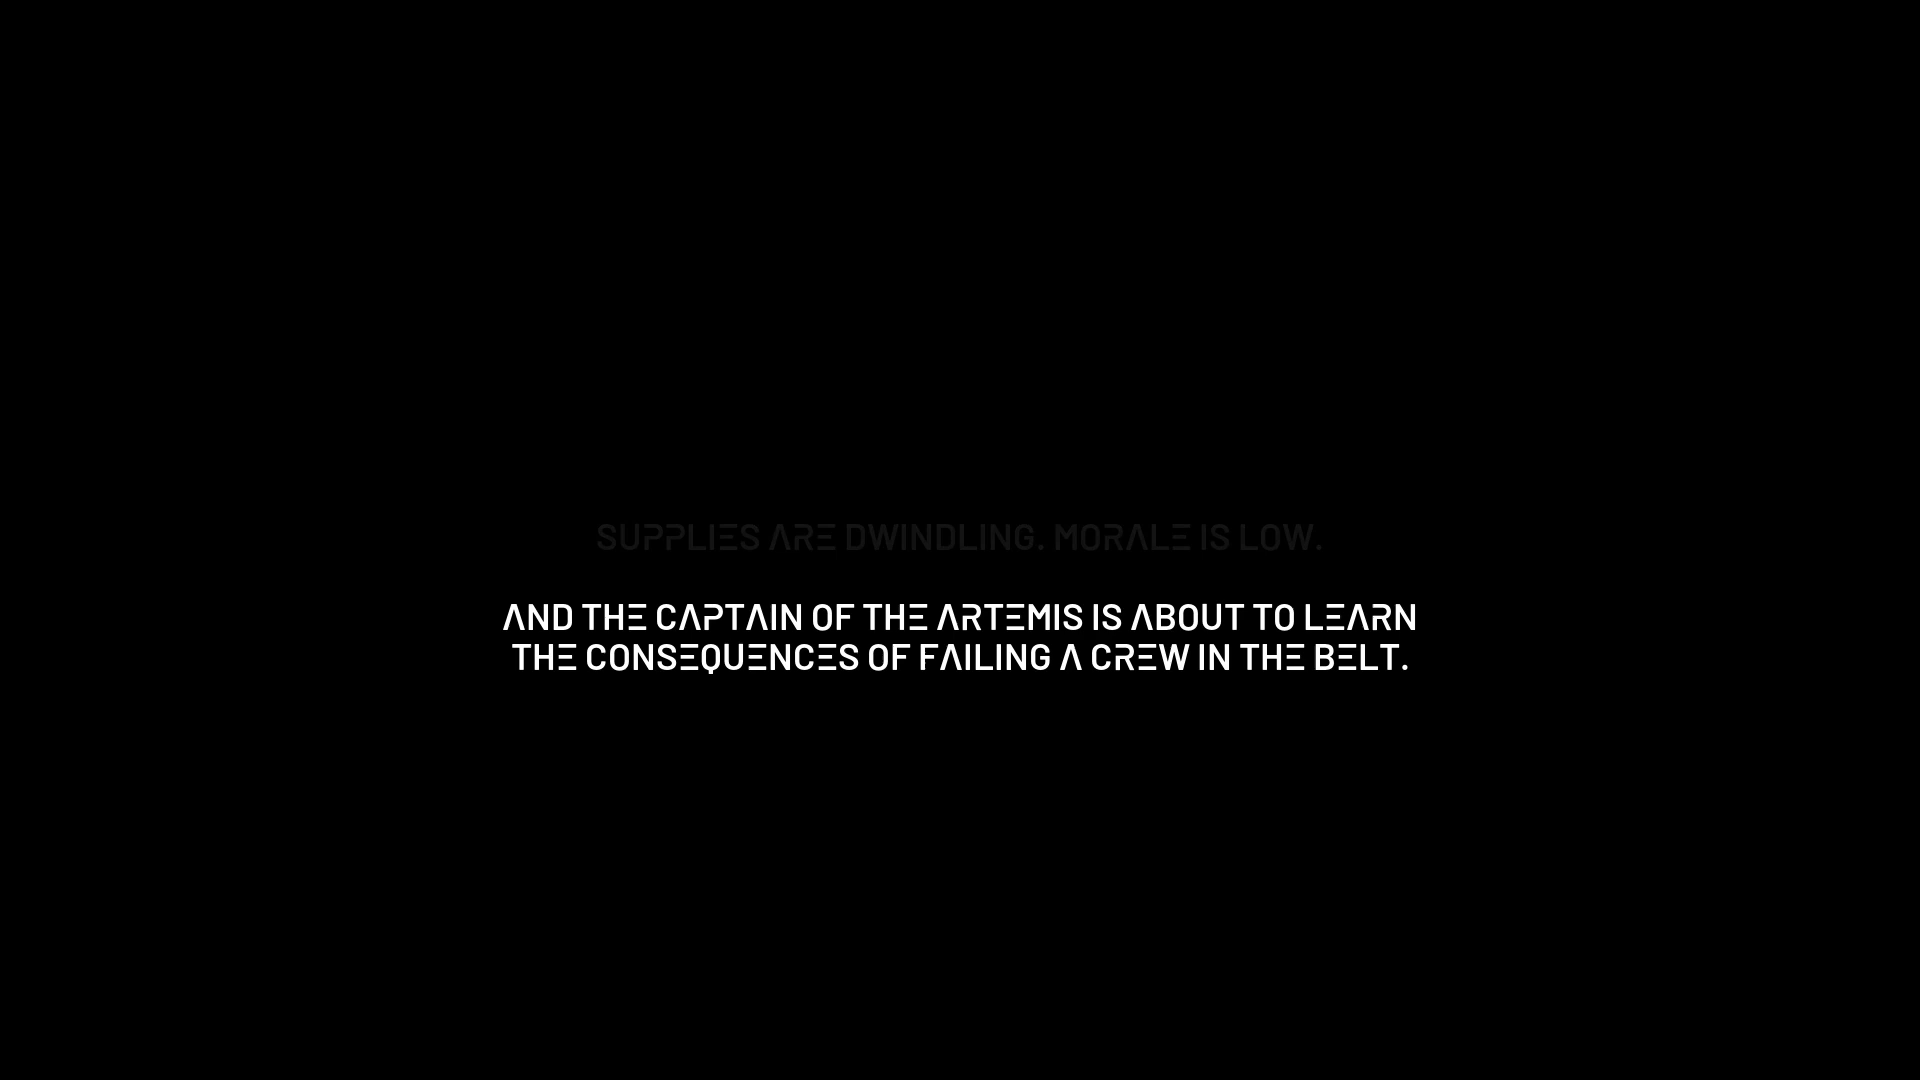 SUPPLIES ARE DWINDLING. MORALE IS LOW.
AND THE CAPTAIN OF THE ARTEMIS IS ABOUT TO LEARN
THE CONSEQUENCES OF FAILING A CREW IN THE BELT.